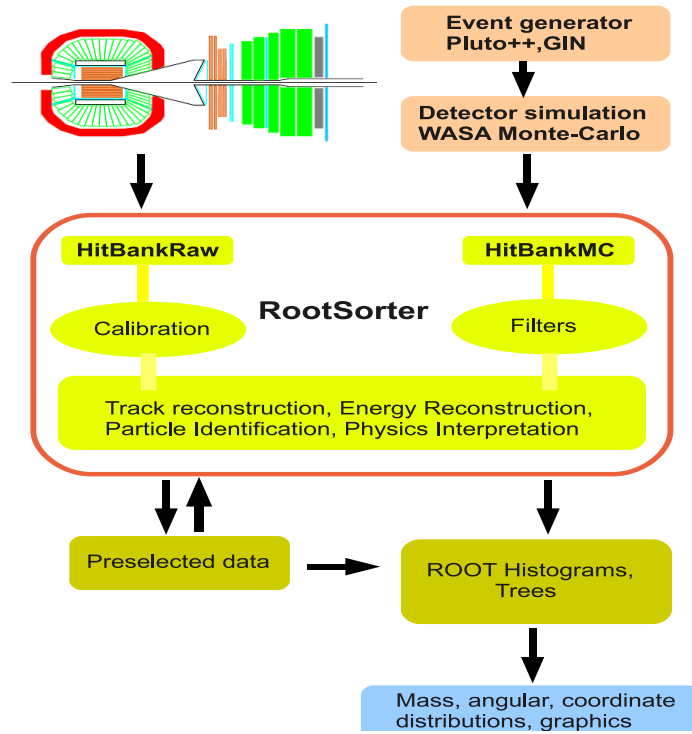 Event generator
Pluto++,GIN
Detector simulation
WASA Monte-Carlo
HitBankRaw
HitBankMC
RootSorter
Calibration
Filters
Track reconstruction, Energy Reconstruction,
Particle Identification, Physics Interpretation
Preselected data
ROOT Histograms,
Trees
Mass, angular, coordinate
distributions, graphics